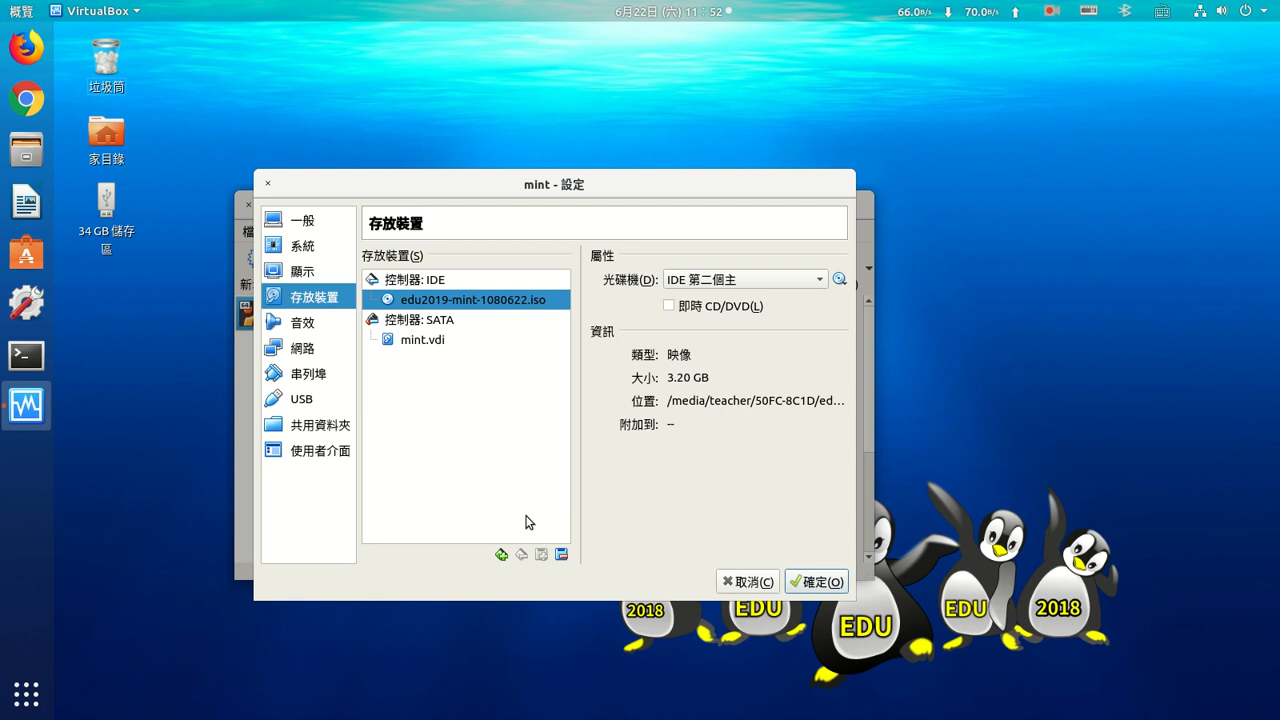 概覽
VirtualBox
6月22日 (六) 11：52
66.0B/s
70.0B/s
垃圾筒
家目錄
34 GB 儲存
區
mint - 設定
檔
新
一般
系統
顯示
存放裝置
音效
網路
串列埠
USB
共用資料夾
使用者介面
存放裝置
存放裝置(S)
控制器: IDE
edu2019-mint-1080622.iso
控制器: SATA
mint.vdi
屬性
光碟機(D): IDE 第二個主
即時 CD/DVD(L)
資訊
類型: 映像
大小: 3.20 GB
位置: /media/teacher/50FC-8C1D/ed...
附加到: --
取消(C)
確定(O)
2018
EDU
EDU
EDU
2018